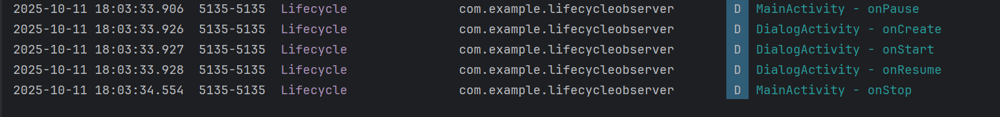 2025-10-11 18:03:33.906 5135-5135 Lifecycle com.example.lifecycleobserver D MainActivity - onPause
2025-10-11 18:03:33.926 5135-5135 Lifecycle com.example.lifecycleobserver D DialogActivity - onCreate
2025-10-11 18:03:33.927 5135-5135 Lifecycle com.example.lifecycleobserver D DialogActivity - onStart
2025-10-11 18:03:33.928 5135-5135 Lifecycle com.example.lifecycleobserver D DialogActivity - onResume
2025-10-11 18:03:34.554 5135-5135 Lifecycle com.example.lifecycleobserver D MainActivity - onStop